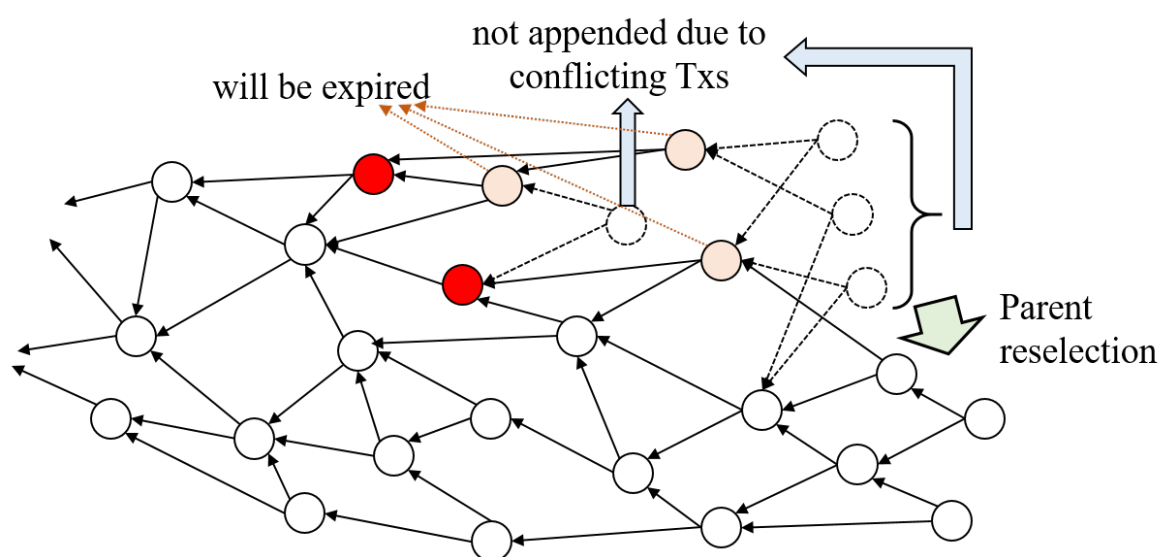 not appended due to
conflicting Txs
will be expired
Parent
reselection